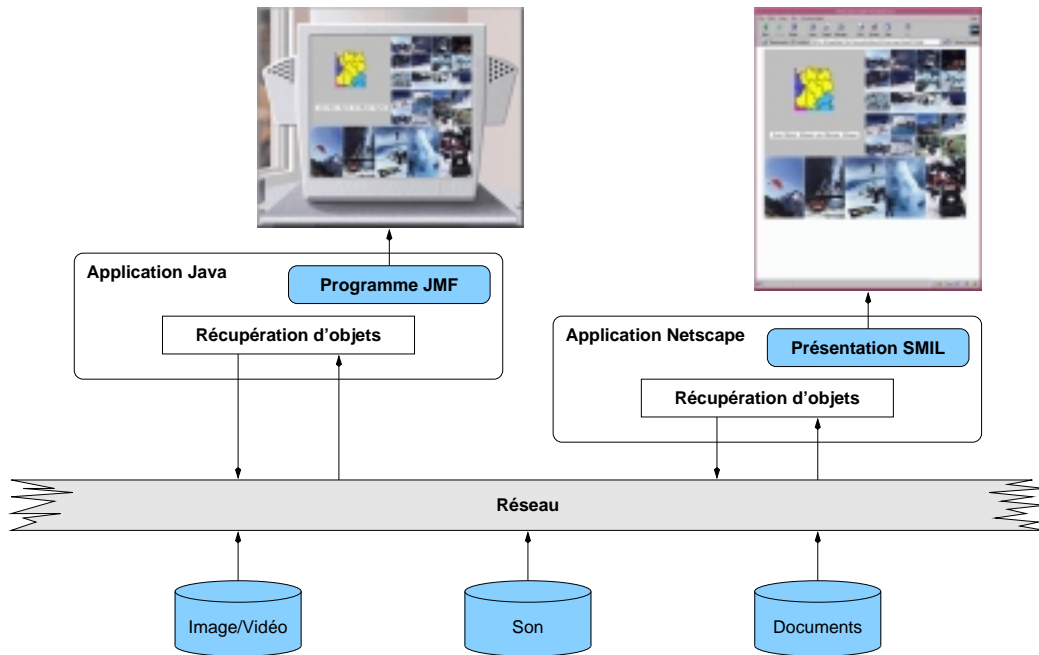 Application Java
Programme JMF
Récupération d'objets
Application Netscape
Présentation SMIL
Récupération d'objets
Réseau
Image/Vidéo
Son
Documents